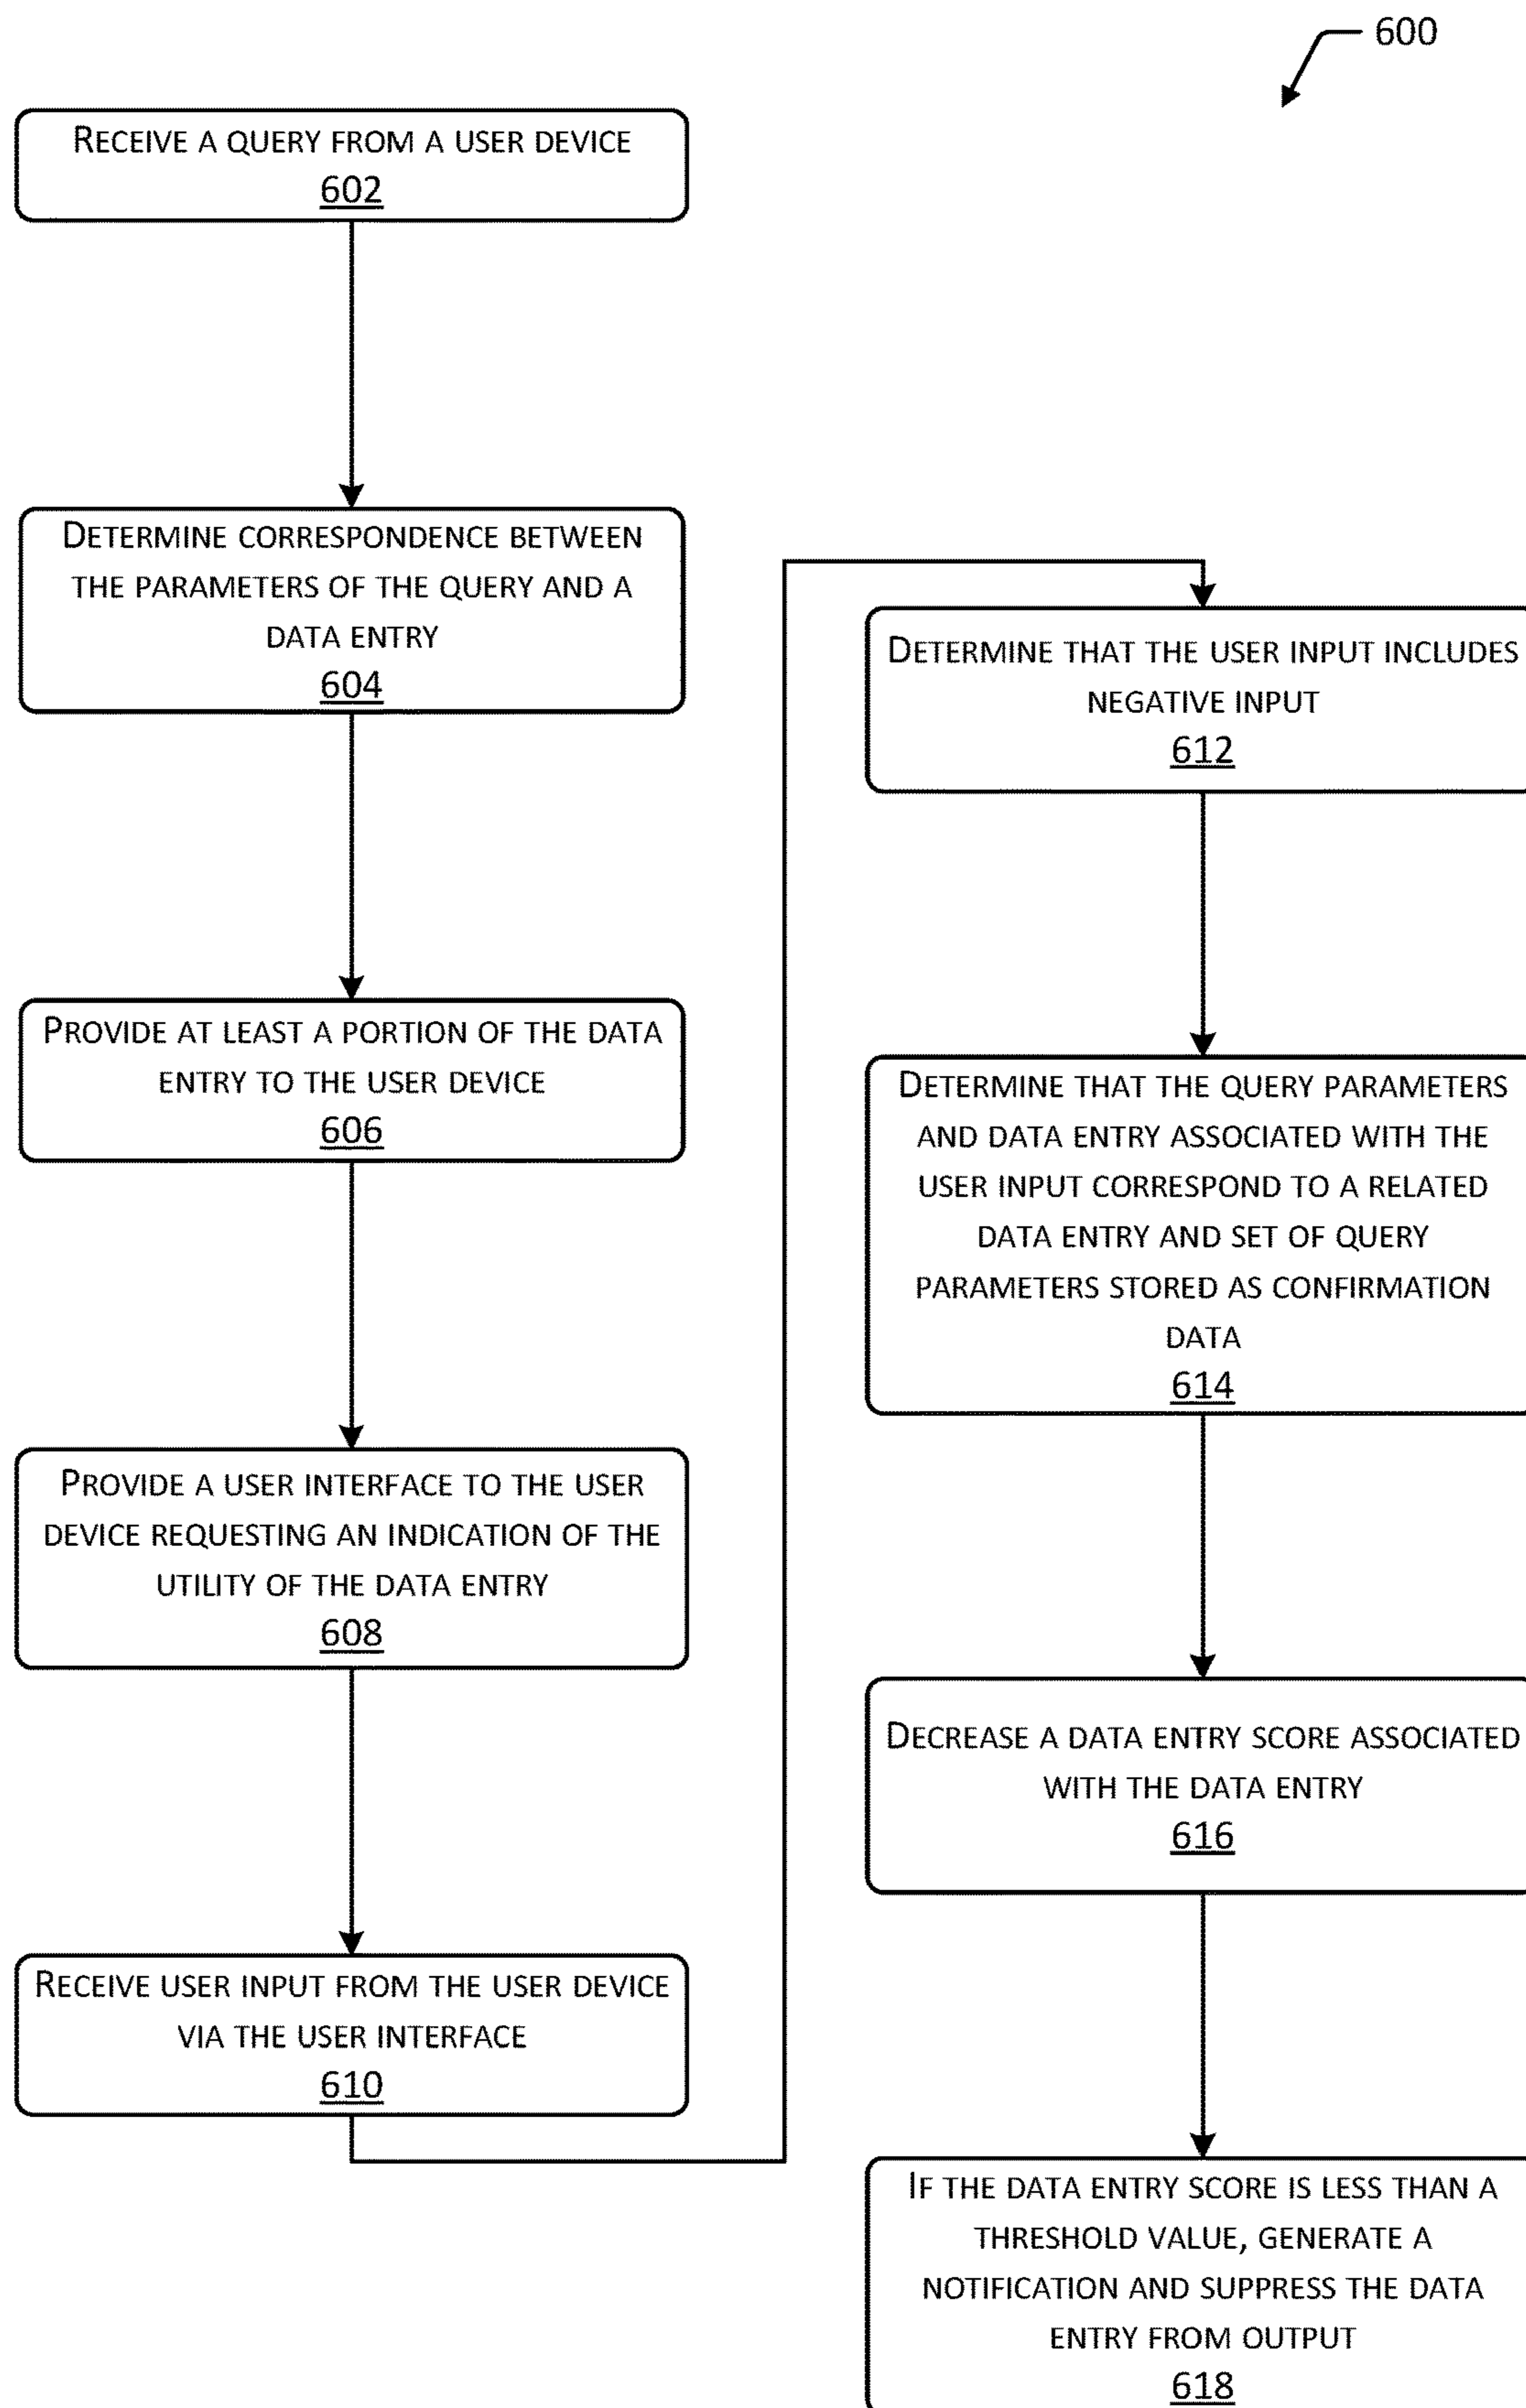 600
RECEIVE A QUERY FROM A USER DEVICE
602
DETERMINE CORRESPONDENCE BETWEEN
THE PARAMETERS OF THE QUERY AND A
DATA ENTRY
604
PROVIDE AT LEAST A PORTION OF THE DATA
ENTRY TO THE USER DEVICE
606
PROVIDE A USER INTERFACE TO THE USER
DEVICE REQUESTING AN INDICATION OF THE
UTILITY OF THE DATA ENTRY
608
RECEIVE USER INPUT FROM THE USER DEVICE
VIA THE USER INTERFACE
610
DETERMINE THAT THE USER INPUT INCLUDES
NEGATIVE INPUT
612
DETERMINE THAT THE QUERY PARAMETERS
AND DATA ENTRY ASSOCIATED WITH THE
USER INPUT CORRESPOND TO A RELATED
DATA ENTRY AND SET OF QUERY
PARAMETERS STORED AS CONFIRMATION
DATA
614
DECREASE A DATA ENTRY SCORE ASSOCIATED
WITH THE DATA ENTRY
616
IF THE DATA ENTRY SCORE IS LESS THAN A
THRESHOLD VALUE, GENERATE A
NOTIFICATION AND SUPPRESS THE DATA
ENTRY FROM OUTPUT
618